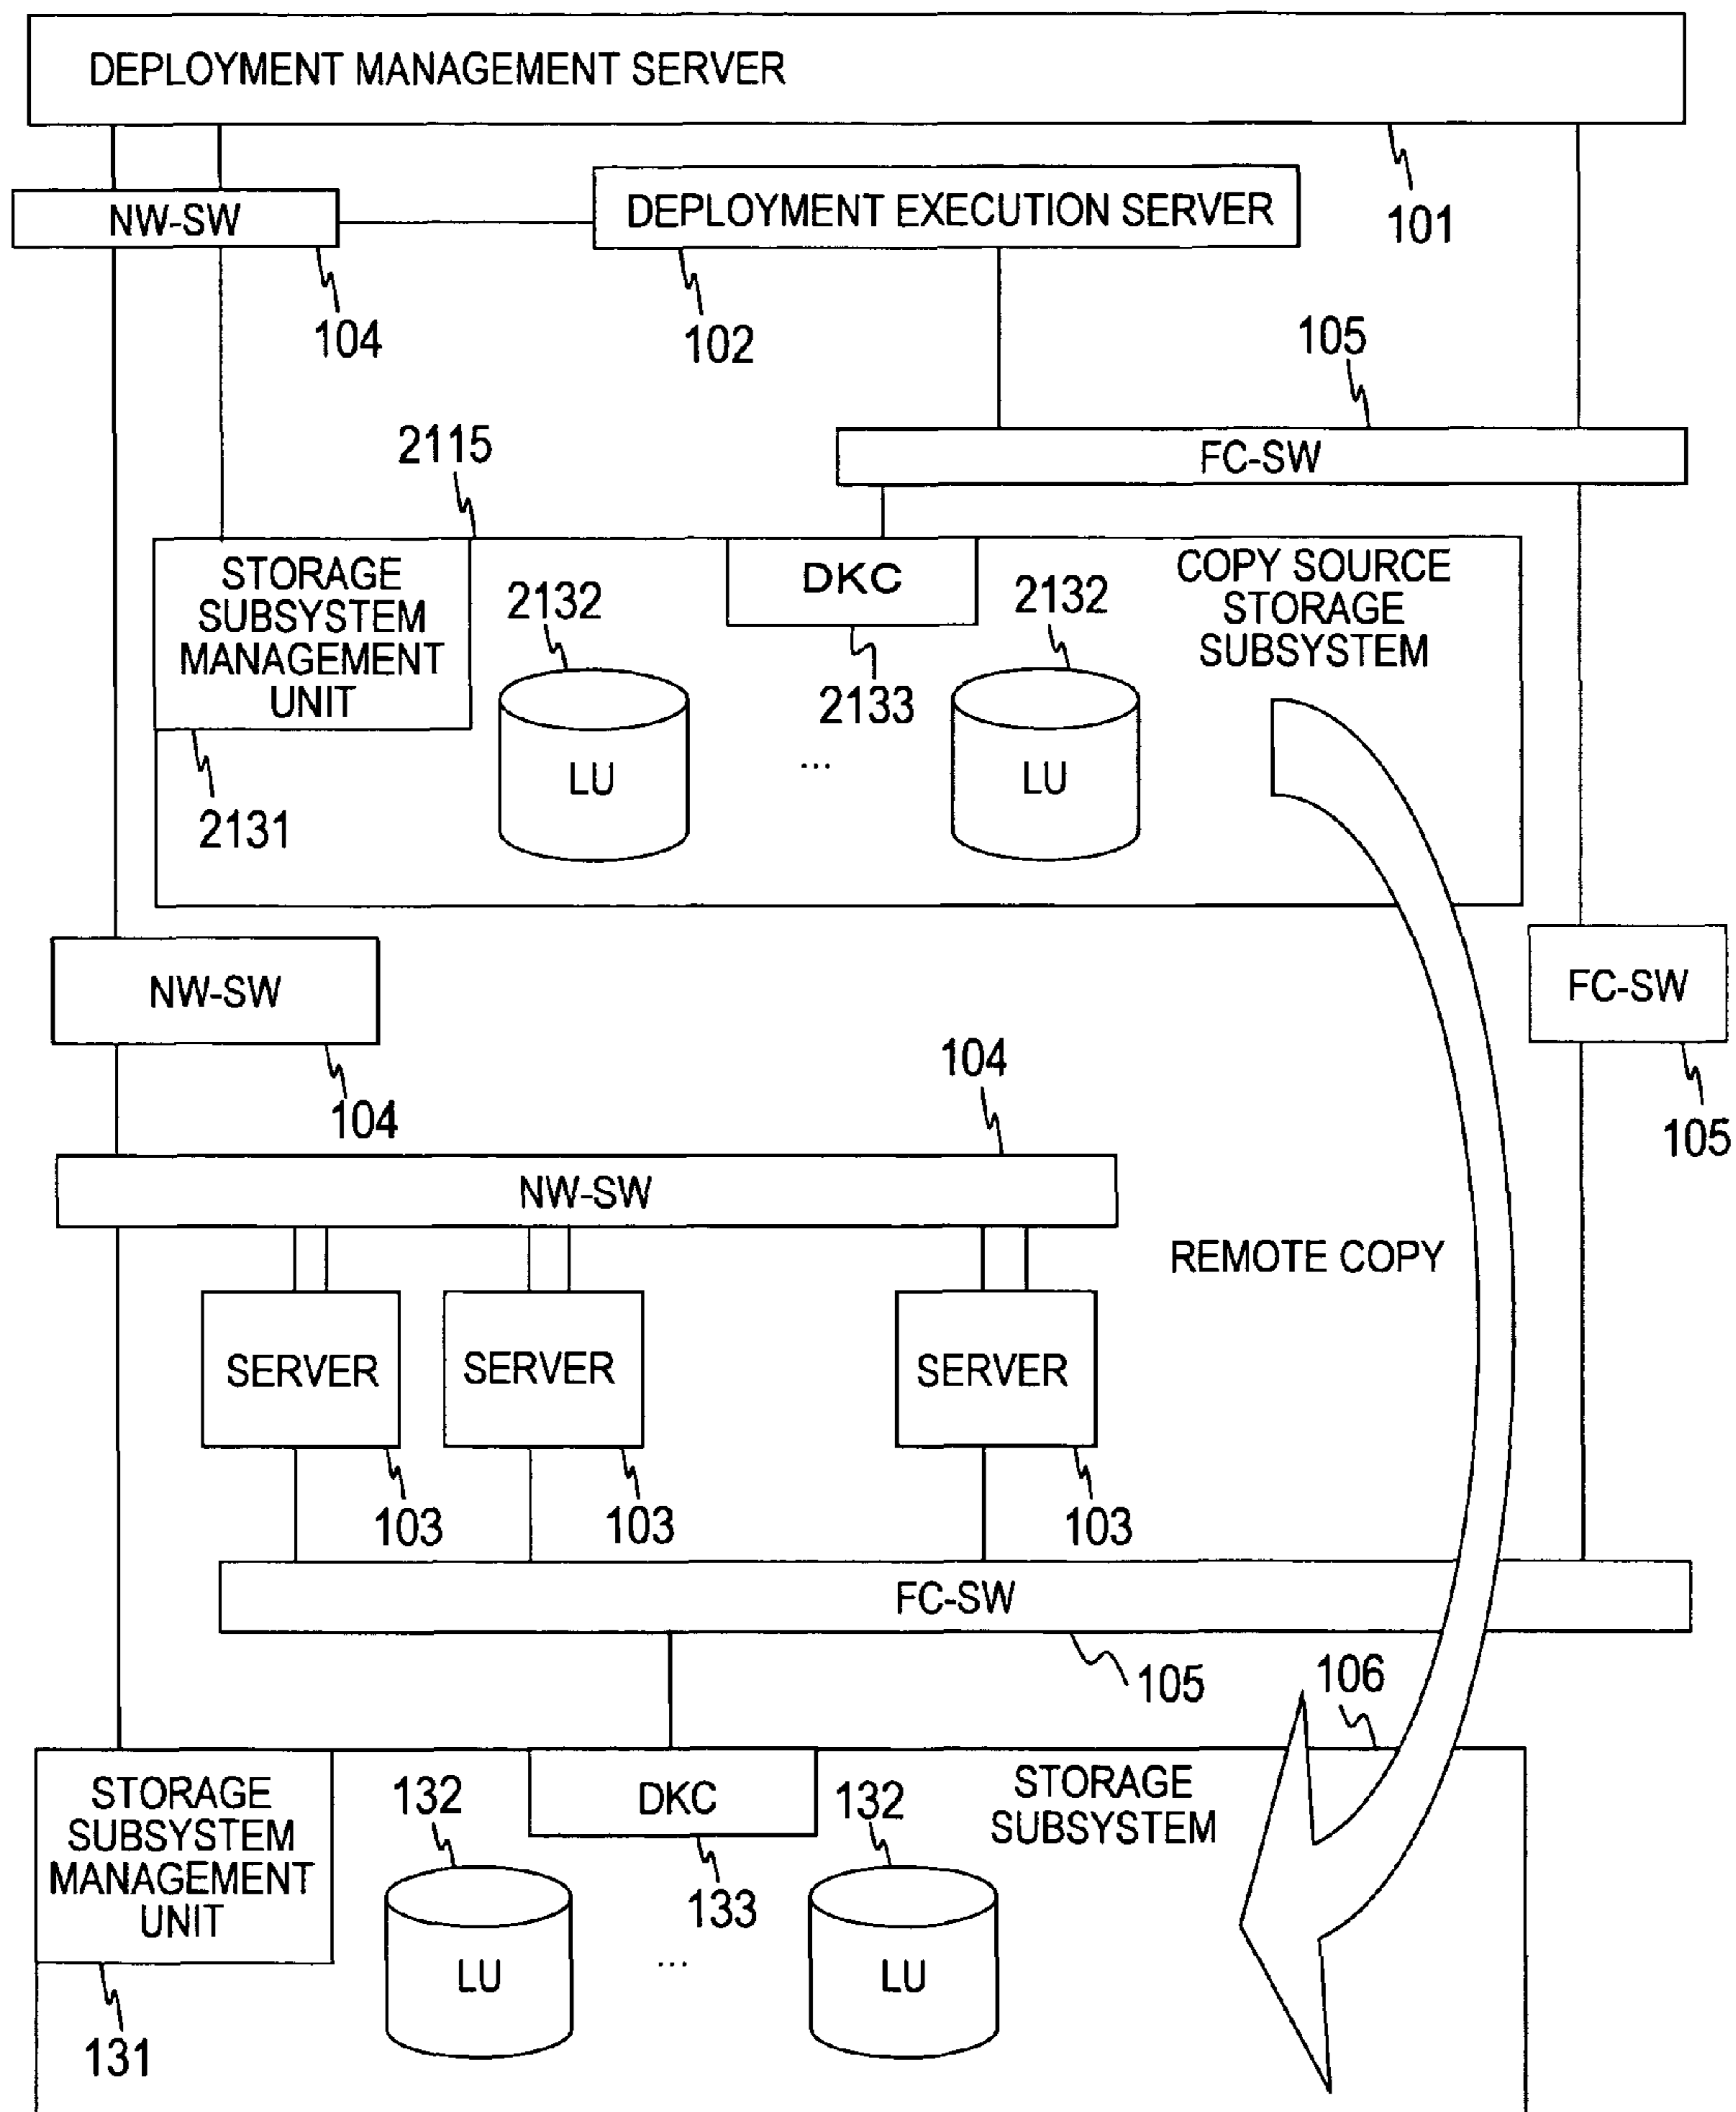 DEPLOYMENT MANAGEMENT SERVER
101
NW-SW
104
DEPLOYMENT EXECUTION SERVER
102
105
FC-SW
2115
STORAGE
SUBSYSTEM
MANAGEMENT
UNIT
2131
2132
LU
...
DKC
2133
2132
LU
COPY SOURCE
STORAGE
SUBSYSTEM
NW-SW
104
FC-SW
105
104
NW-SW
REMOTE COPY
SERVER
103
SERVER
103
SERVER
103
FC-SW
105
106
STORAGE
SUBSYSTEM
MANAGEMENT
UNIT
131
132
LU
...
DKC
133
132
LU
STORAGE
SUBSYSTEM